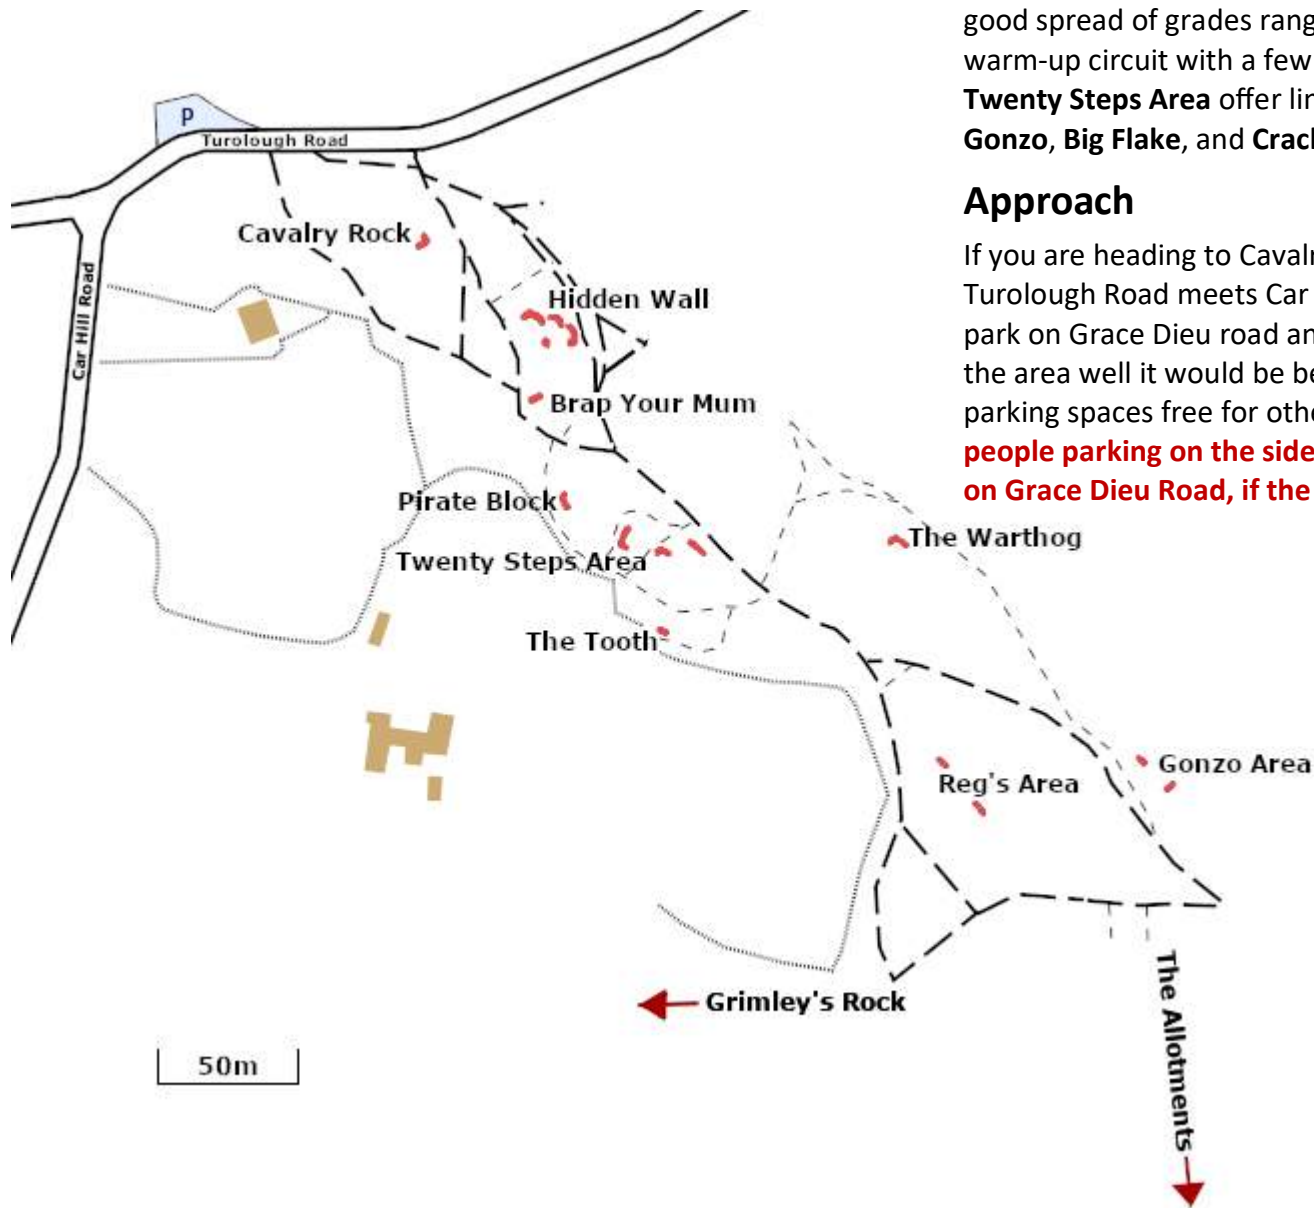 good spread of grades rang
warm-up circuit with a few
Twenty Steps Area offer lin
Gonzo, Big Flake, and Crack
Approach
If you are heading to Cavalr
Turolough Road meets Car
park on Grace Dieu road an
the area well it would be be
parking spaces free for othe
people parking on the side
on Grace Dieu Road, if the
P
Turolough Road
Car Hill Road
Cavalry Rock
Hidden Wall
Brap Your Mum
Pirate Block
Twenty Steps Area
The Warthog
The Tooth
Gonzo Area
Reg's Area
Grimley's Rock
The Allotments
50m